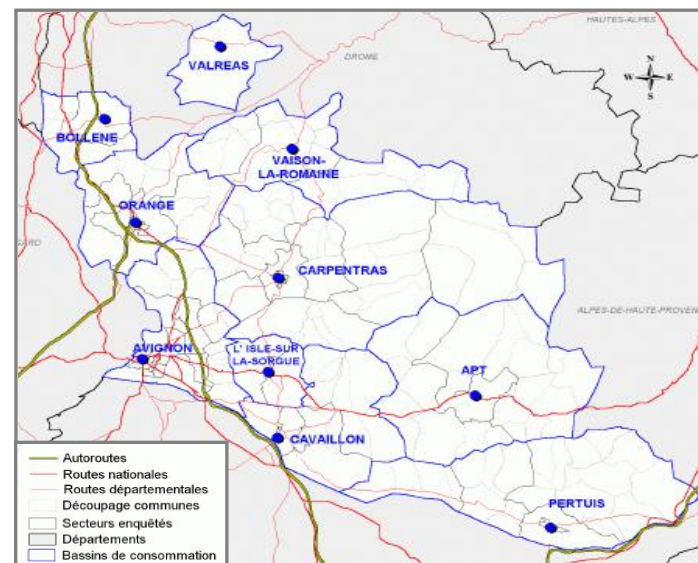 HAUTES-ALPES
DROME
N
W E
S
VALREAS
BOLLENE
VAISON-
LA-ROMAINE
ORANGE
GARD
CARPENTRAS
ALPES-DE-HAUTE-PROVEN
AVIGNON
L' ISLE-SUR
LA-SORGUE
APT
CAVAILLON
PERTUIS
Autoroutes
Routes nationales
Routes départementales
Découpage communes
Secteurs enquêtés
Départements
Bassins de consommation